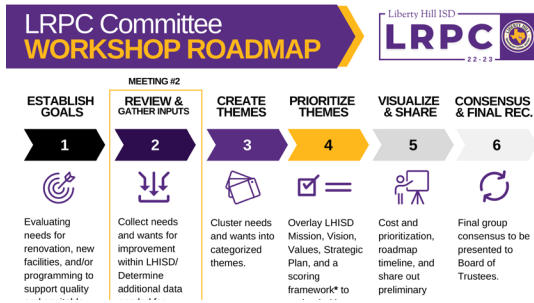 LRPC Committee
WORKSHOP ROADMAP
Liberty Hill ISD
LRPC
22-23
MEETING #2
ESTABLISH
GOALS
REVIEW &
GATHER INPUTS
CREATE
THEMES
PRIORITIZE
THEMES
VISUALIZE
& SHARE
CONSENSUS
& FINAL REC.
1
2
3
4
5
6
Evaluating
needs for
renovation, new
facilities, and/or
programming to
support quality
Collect needs
and wants for
improvement
within LHISD/
Determine
additional data
Cluster needs
and wants into
categorized
themes.
Overlay LHISD
Mission, Vision,
Values, Strategic
Plan, and a
scoring
framework* to
Cost and
prioritization,
roadmap
timeline, and
share out
preliminary
Final group
consensus to be
presented to
Board of
Trustees.